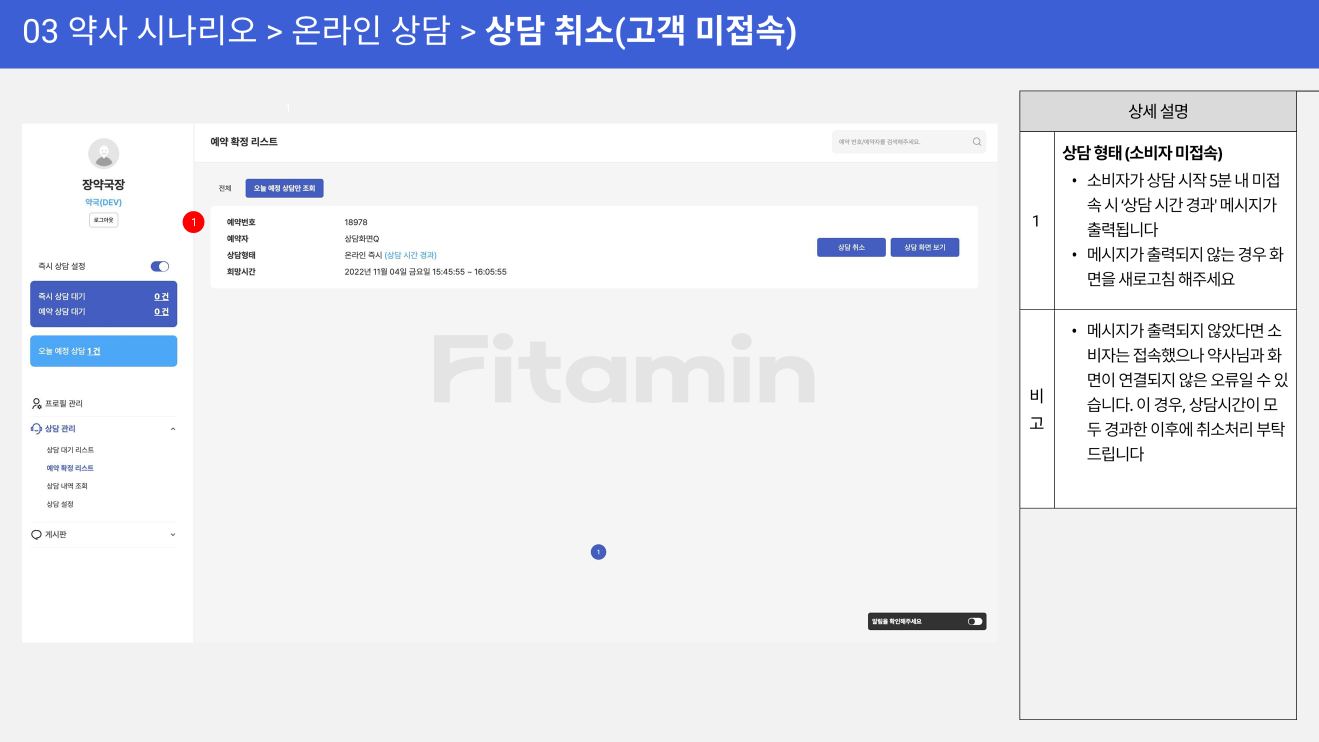 03 약사 시나리오 > 온라인 상담 > 상담 취소(고객 미접속)
1
장약국장
약국(DEV)
로그아웃
즉시 상담 설정
즉시 상담 대기 0 건
예약 상담 대기 0 건
오늘 예정 상담 1 건
프로필 관리
상담 관리
상담 대기 리스트
예약 확정 리스트
상담 내역 조회
상담 설정
게시판
예약 확정 리스트
예약 번호/예약자를 검색해주세요.
전체 오늘 예정 상담만 조회
1
예약번호 18978
예약자 상담화면Q
상담형태 온라인 즉시 (상담 시간 경과)
희망시간 2022년 11월 04일 금요일 15:45:55 ~ 16:05:55
상담 취소 상담 화면 보기
Fitamin
1
알림을 확인해주세요
상세 설명
1
상담 형태 (소비자 미접속)
• 소비자가 상담 시작 5분 내 미접
속 시 ‘상담 시간 경과’ 메시지가
출력됩니다
• 메시지가 출력되지 않는 경우 화
면을 새로고침 해주세요
비
고
• 메시지가 출력되지 않았다면 소
비자는 접속했으나 약사님과 화
면이 연결되지 않은 오류일 수 있
습니다. 이 경우, 상담시간이 모
두 경과한 이후에 취소처리 부탁
드립니다